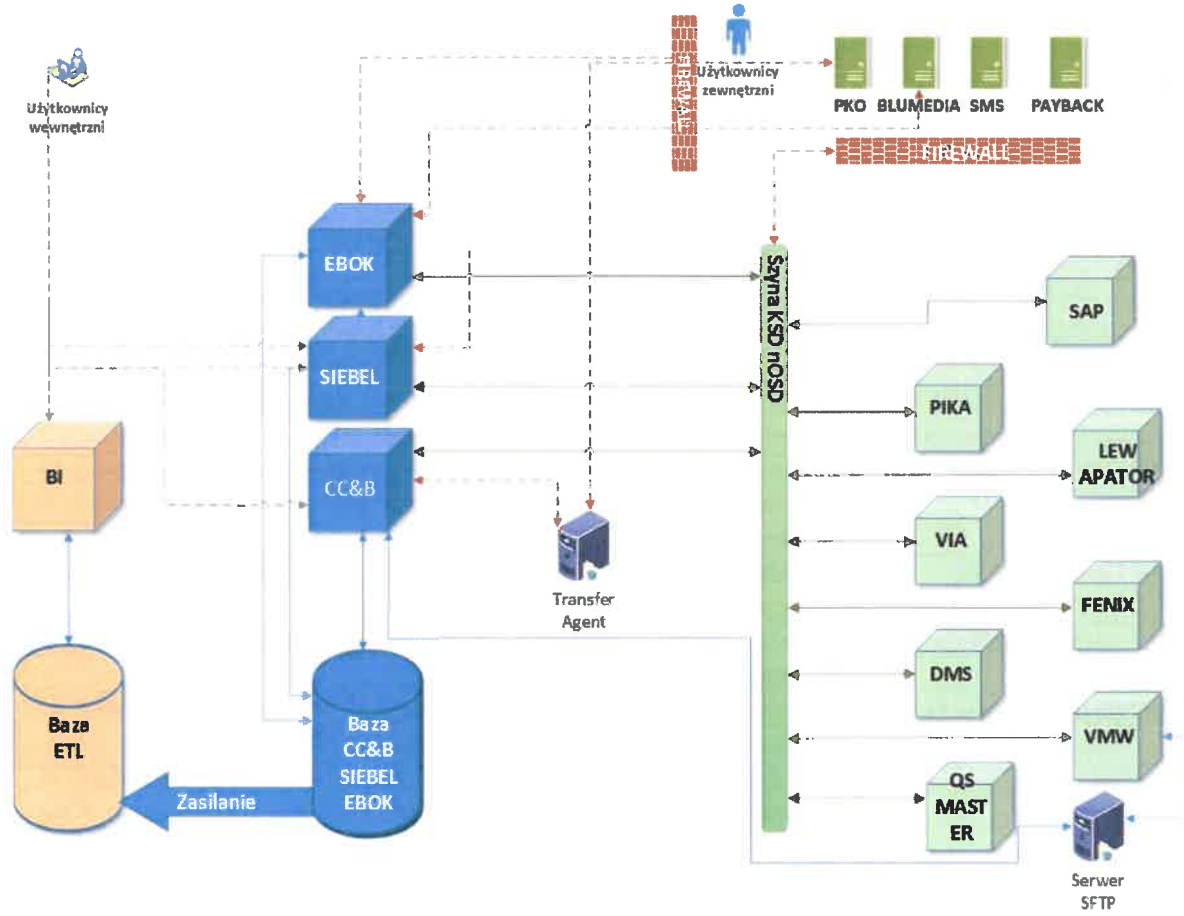 Użytkownicy
wewnętrzni
Użytkownicy
zewnętrzni
PKO
BLUMEDIA
SMS
PAYBACK
FIREWALL
FIREWALL
EBOK
SIEBEL
CC&B
BI
Szyna KSD nOSD
SAP
PIKA
LEW
APATOR
VIA
FENIX
DMS
VMW
QS
MAST
ER
Transfer
Agent
Baza
ETL
Zasilanie
Baza
CC&B
SIEBEL
EBOK
Serwer
SFTP